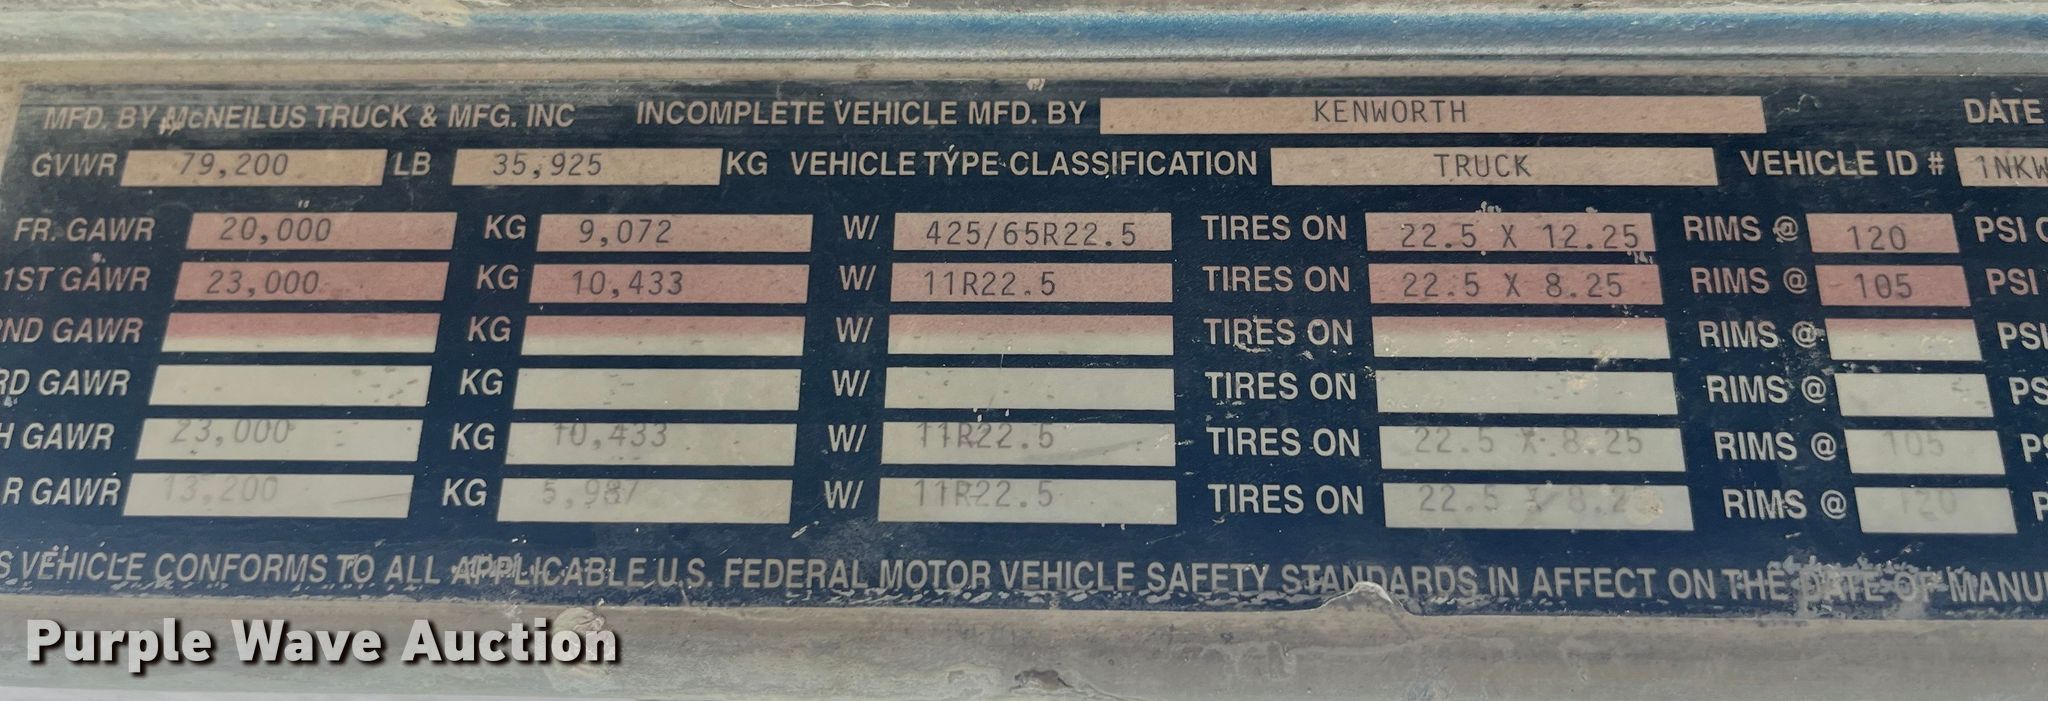 MFD. BY McNEILUS TRUCK & MFG. INC INCOMPLETE VEHICLE MFD. BY KENWORTH DATE
GVWR 79,200 LB 35,925 KG VEHICLE TYPE CLASSIFICATION TRUCK VEHICLE ID # 1NKW
FR. GAWR 20,000 KG 9,072 W/ 425/65R22.5 TIRES ON 22.5 X 12.25 RIMS @ 120 PSI
1ST GAWR 23,000 KG 10,433 W/ 11R22.5 TIRES ON 22.5 X 8.25 RIMS @ 105 PSI
ND GAWR KG W/ TIRES ON RIMS @ PSI
RD GAWR KG W/ TIRES ON RIMS @ PS
H GAWR 23,000 KG 10,433 W/ 11R22.5 TIRES ON 22.5 X 8.25 RIMS @ 105 PS
R GAWR 13,200 KG 5,987 W/ 11R22.5 TIRES ON 22.5 X 8.2 RIMS @ 120 P
S VEHICLE CONFORMS TO ALL APPLICABLE U.S. FEDERAL MOTOR VEHICLE SAFETY STANDARDS IN AFFECT ON THE DATE OF MANU
Purple Wave Auction